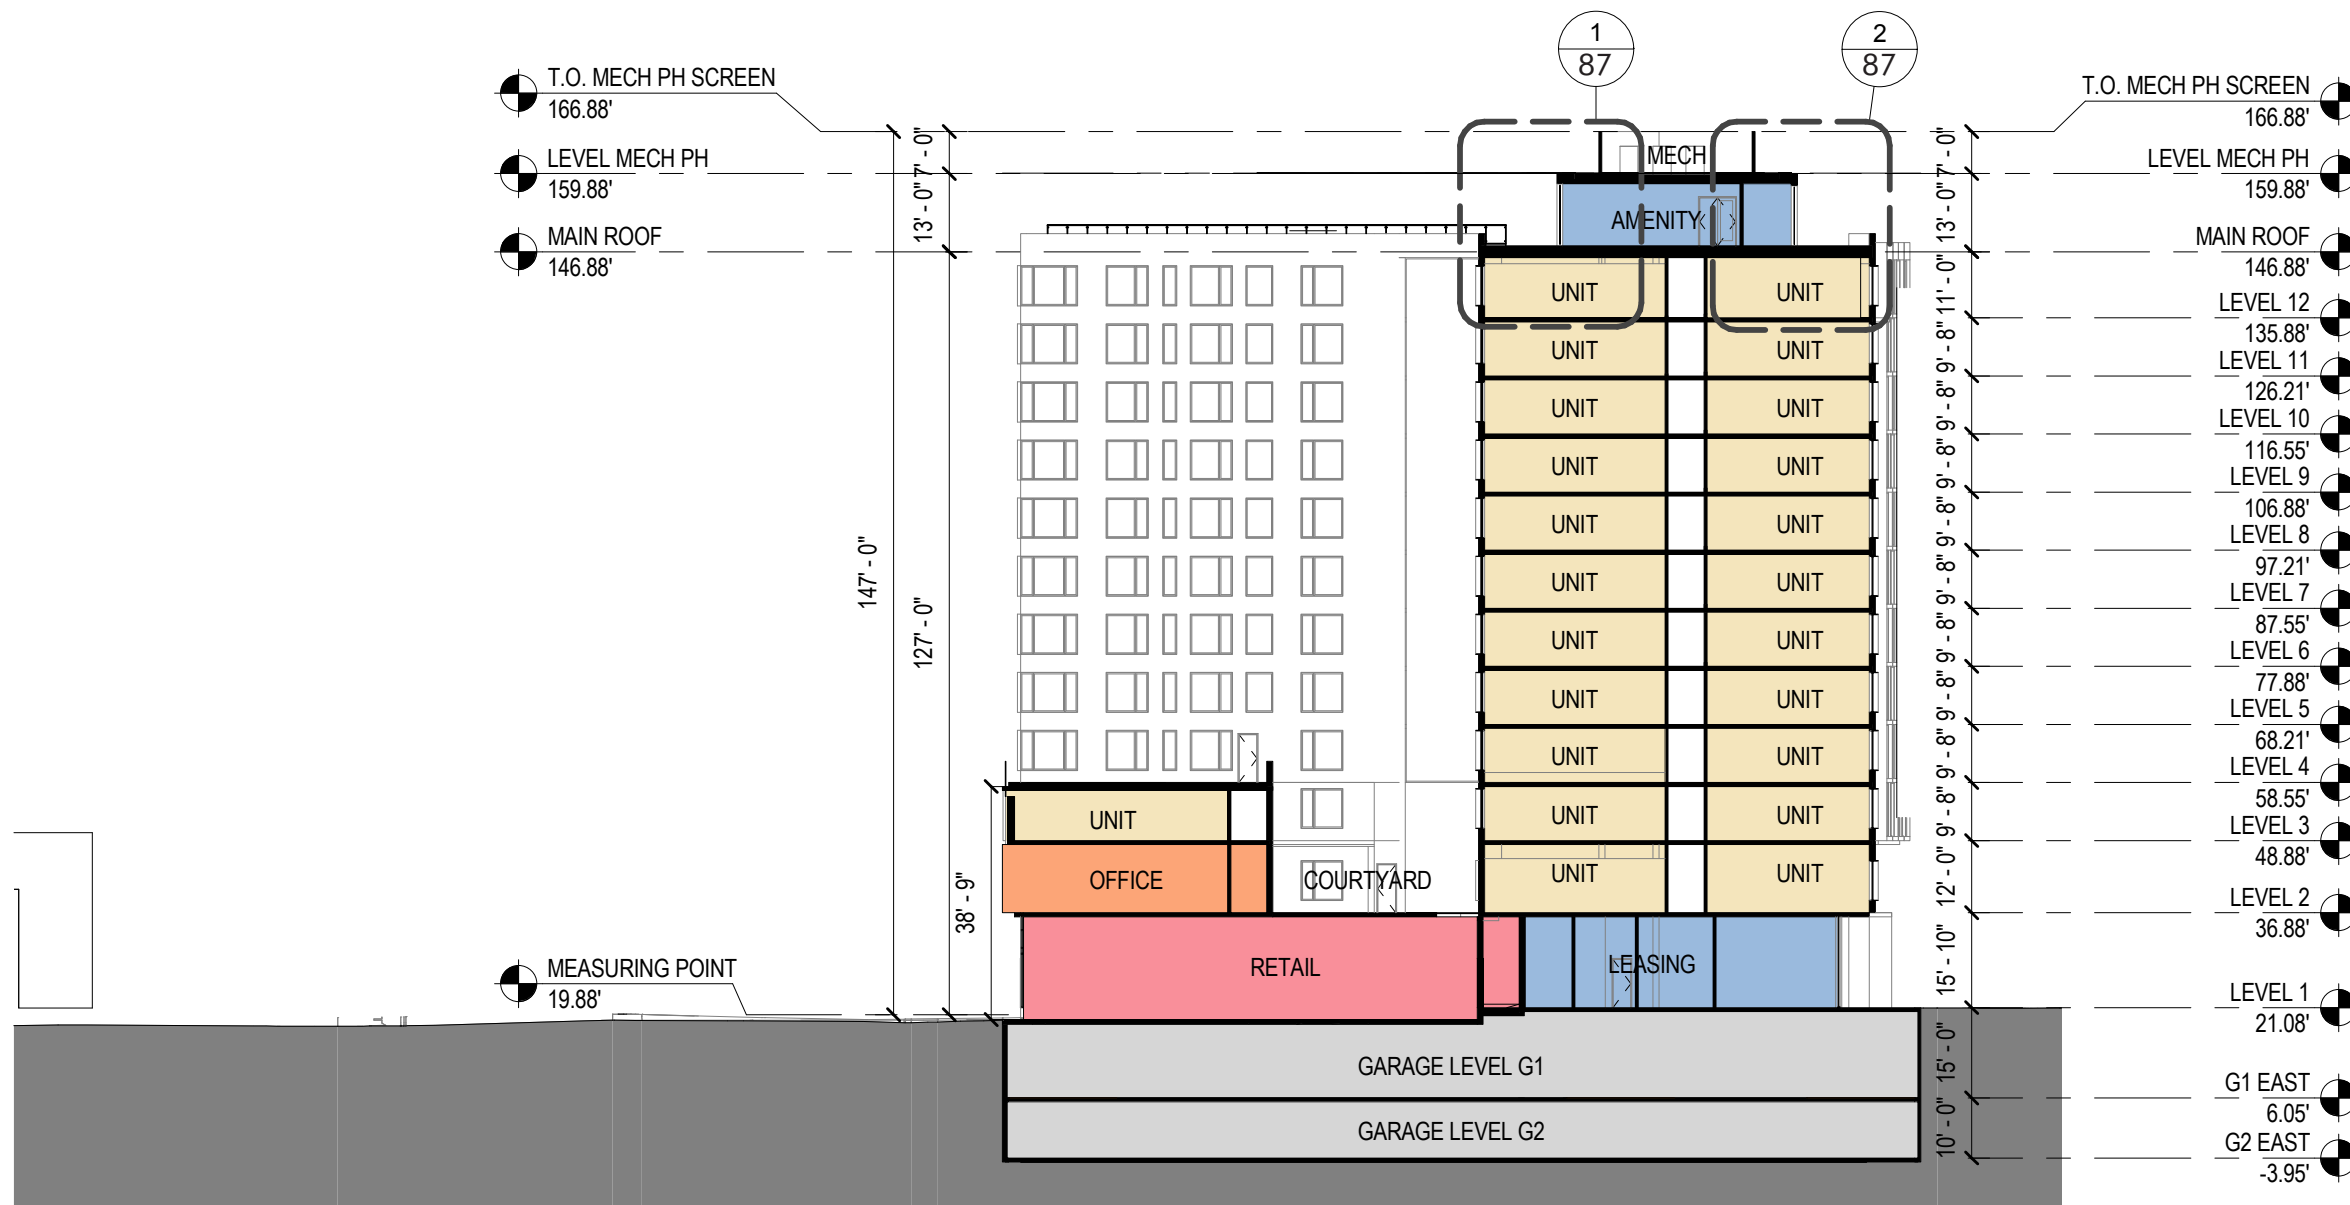 1
87
2
87
T.O. MECH PH SCREEN
166.88'
LEVEL MECH PH
159.88'
MAIN ROOF
146.88'
MEASURING POINT
19.88'
147' - 0"
7' - 0"
13' - 0"
127' - 0"
38' - 9"
MECH
AMENITY
UNIT UNIT
UNIT UNIT
UNIT UNIT
UNIT UNIT
UNIT UNIT
UNIT UNIT
UNIT UNIT
UNIT UNIT
UNIT UNIT
UNIT UNIT UNIT
OFFICE COURTYARD UNIT UNIT
RETAIL LEASING
GARAGE LEVEL G1
GARAGE LEVEL G2
7' - 0"
13' - 0"
11' - 0"
9' - 8"
9' - 8"
9' - 8"
9' - 8"
9' - 8"
9' - 8"
9' - 8"
9' - 8"
9' - 8"
12' - 0"
15' - 10"
15' - 0"
10' - 0"
T.O. MECH PH SCREEN
166.88'
LEVEL MECH PH
159.88'
MAIN ROOF
146.88'
LEVEL 12
135.88'
LEVEL 11
126.21'
LEVEL 10
116.55'
LEVEL 9
106.88'
LEVEL 8
97.21'
LEVEL 7
87.55'
LEVEL 6
77.88'
LEVEL 5
68.21'
LEVEL 4
58.55'
LEVEL 3
48.88'
LEVEL 2
36.88'
LEVEL 1
21.08'
G1 EAST
6.05'
G2 EAST
-3.95'